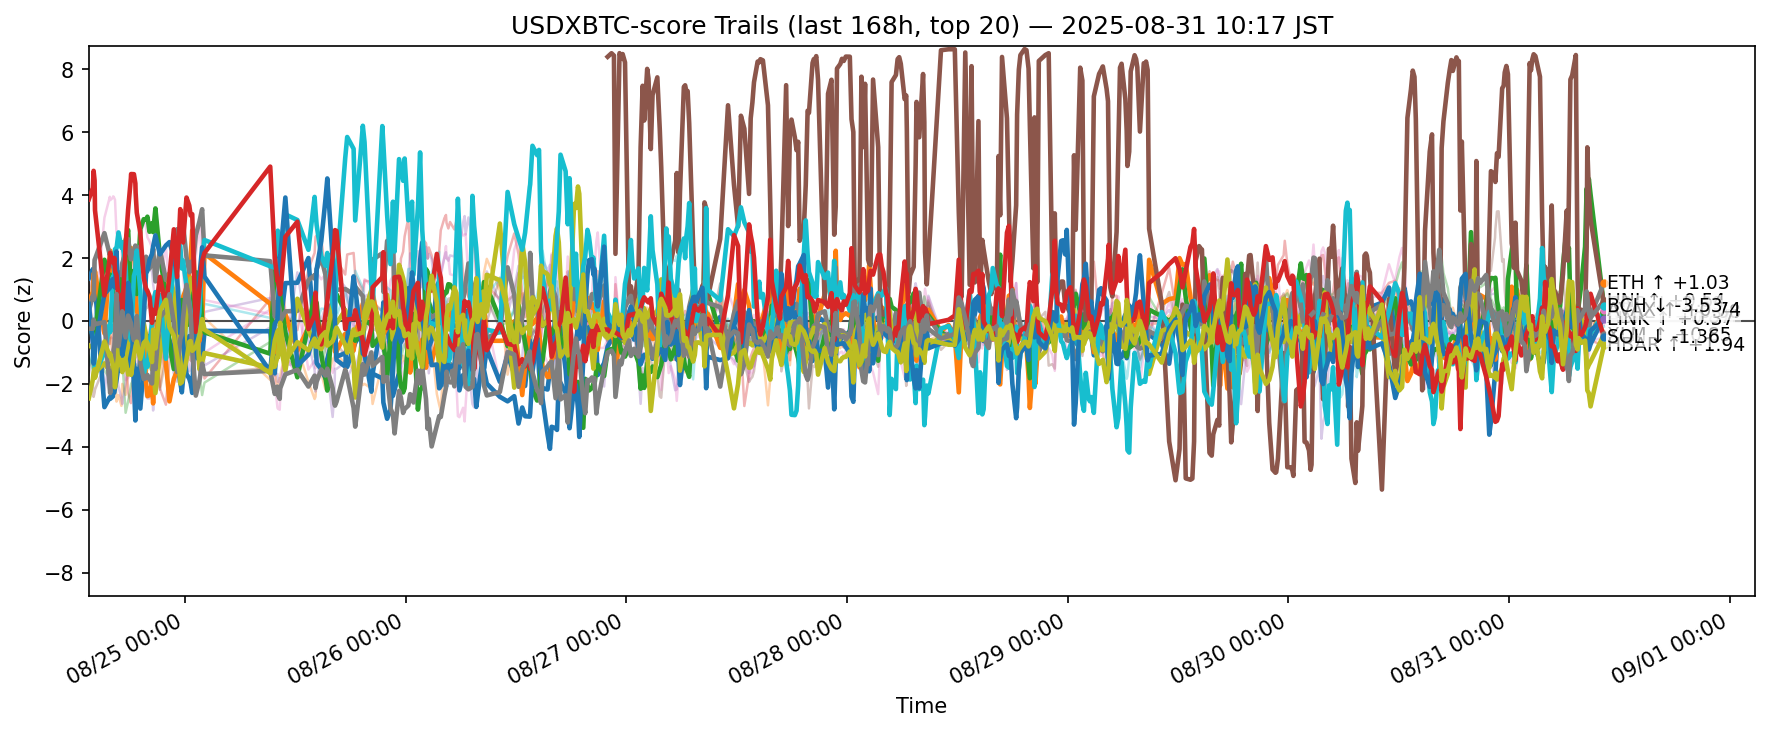 USDXBTC-score Trails (last 168h, top 20) — 2025-08-31 10:17 JST
Score (z)
8
6
4
2
0
−2
−4
−6
−8
ETH ↑ +1.03
BCH ↓ -3.53
LINK ↑ +0.37
SOL ↓ -1.365
HBAR ↑ +1.94
08/25 00:00
08/26 00:00
08/27 00:00
08/28 00:00
08/29 00:00
08/30 00:00
08/31 00:00
09/01 00:00
Time